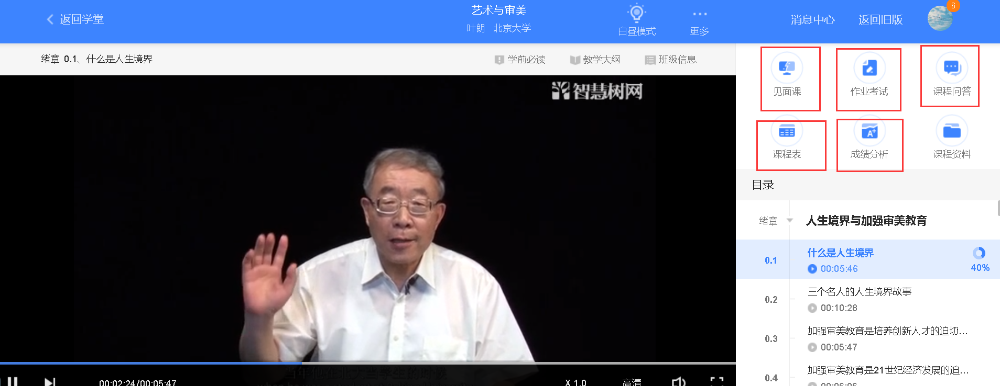 返回学堂
艺术与审美
叶朗 北京大学
白昼模式
更多
消息中心
返回旧版
6
绪章 0.1、什么是人生境界
学前必读
教学大纲
班级信息
智慧树网
当年他在北大当学生的时候
00:02:24/00:05:47
X 1.0
高清
见面课
作业考试
课程问答
课程表
成绩分析
课程资料
目录
绪章
人生境界与加强审美教育
0.1
什么是人生境界
00:05:46
40%
0.2
三个名人的人生境界故事
00:10:28
0.3
加强审美教育是培养创新人才的迫切...
00:05:47
0.4
加强审美教育是21世纪经济发展的迫...